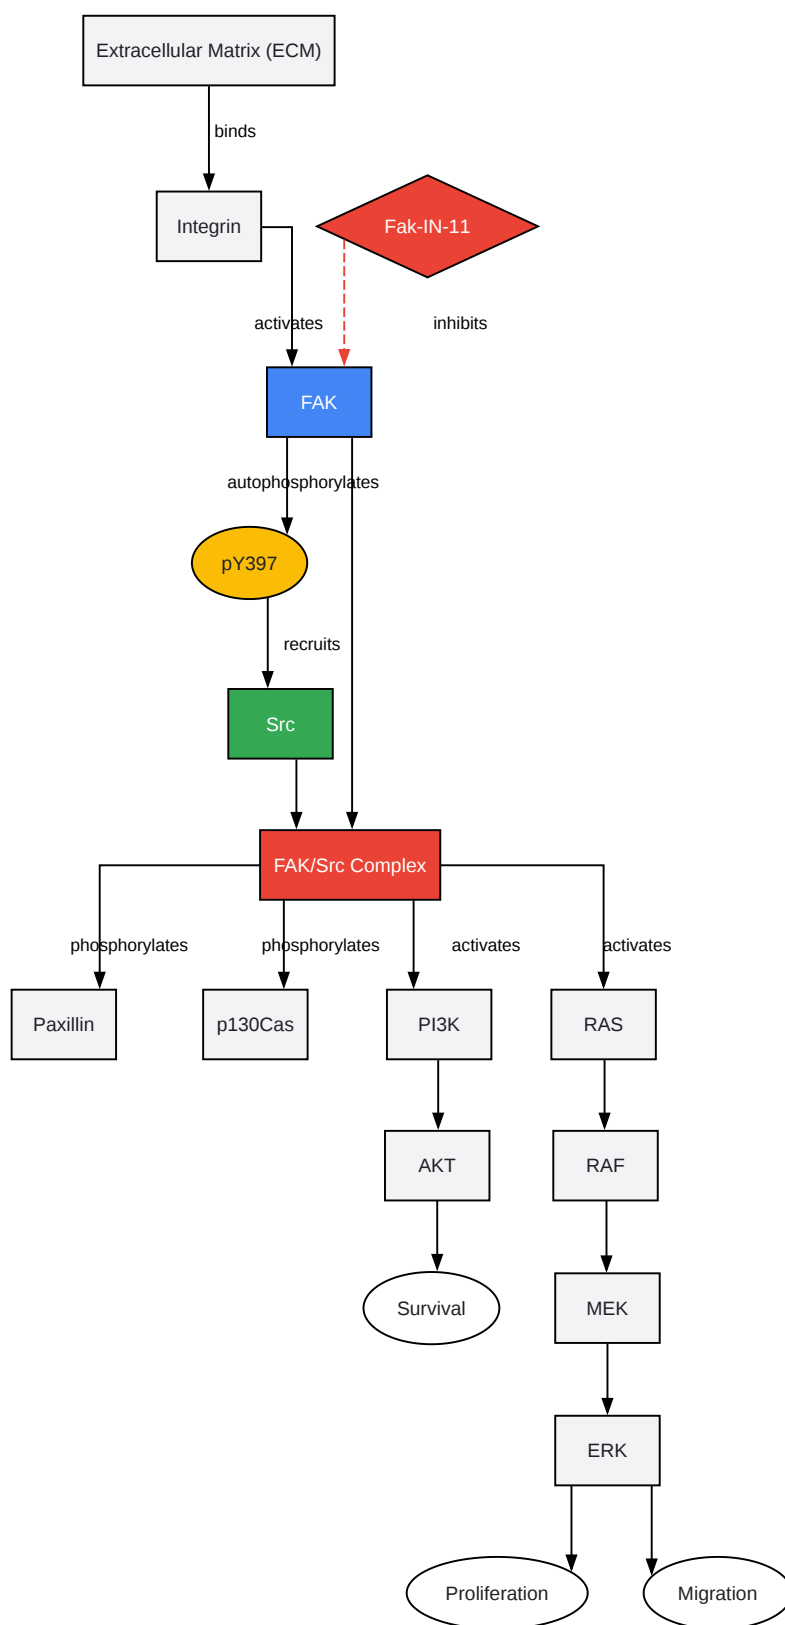 Extracellular Matrix (ECM)
binds
Integrin
Fak-IN-11
activates
inhibits
FAK
autophosphorylates
pY397
recruits
Src
FAK/Src Complex
phosphorylates
phosphorylates
activates
activates
Paxillin
p130Cas
PI3K
RAS
AKT
RAF
Survival
MEK
ERK
Proliferation
Migration